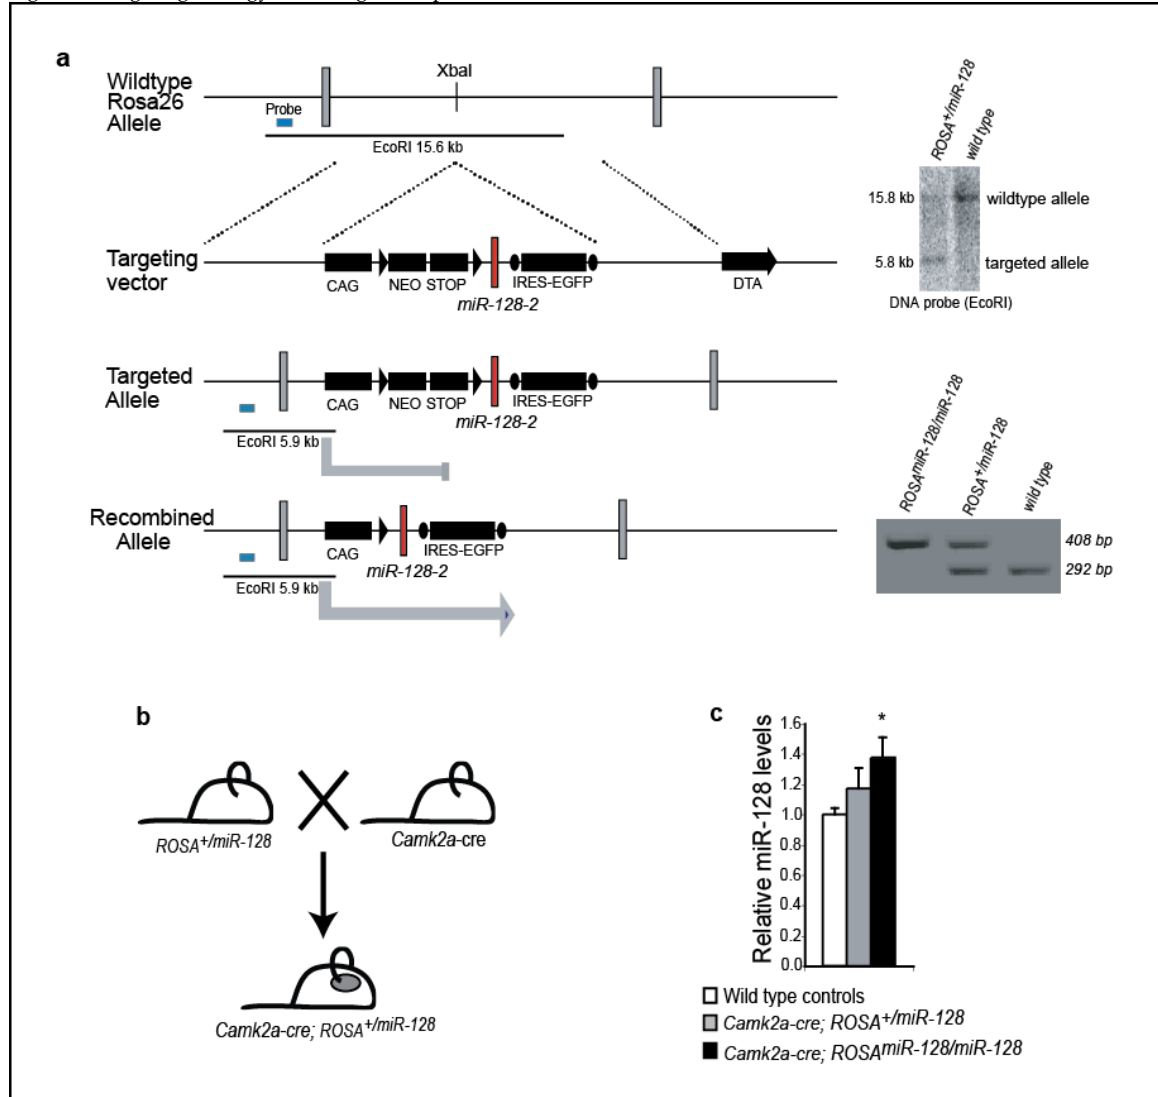 a
Wildtype
Rosa26
Allele
XbaI
Probe
EcoRI 15.6 kb
Targeting
vector
CAG
NEO STOP
miR-128-2
IRES-EGFP
DTA
Targeted
Allele
CAG
NEO STOP
miR-128-2
IRES-EGFP
EcoRI 5.9 kb
Recombined
Allele
CAG
miR-128-2
IRES-EGFP
EcoRI 5.9 kb
ROSA+/miR-128
wild type
15.8 kb
wildtype allele
5.8 kb
targeted allele
DNA probe (EcoRI)
ROSAmiR-128/miR-128
ROSA+/miR-128
wild type
408 bp
292 bp
b
ROSA+/miR-128
Camk2a-cre
Camk2a-cre; ROSA+/miR-128
c
Relative miR-128 levels
1.6
1.4
1.2
1.0
0.8
0.6
0.4
0.2
0.0
*
Wild type controls
Camk2a-cre; ROSA+/miR-128
Camk2a-cre; ROSAmiR-128/miR-128